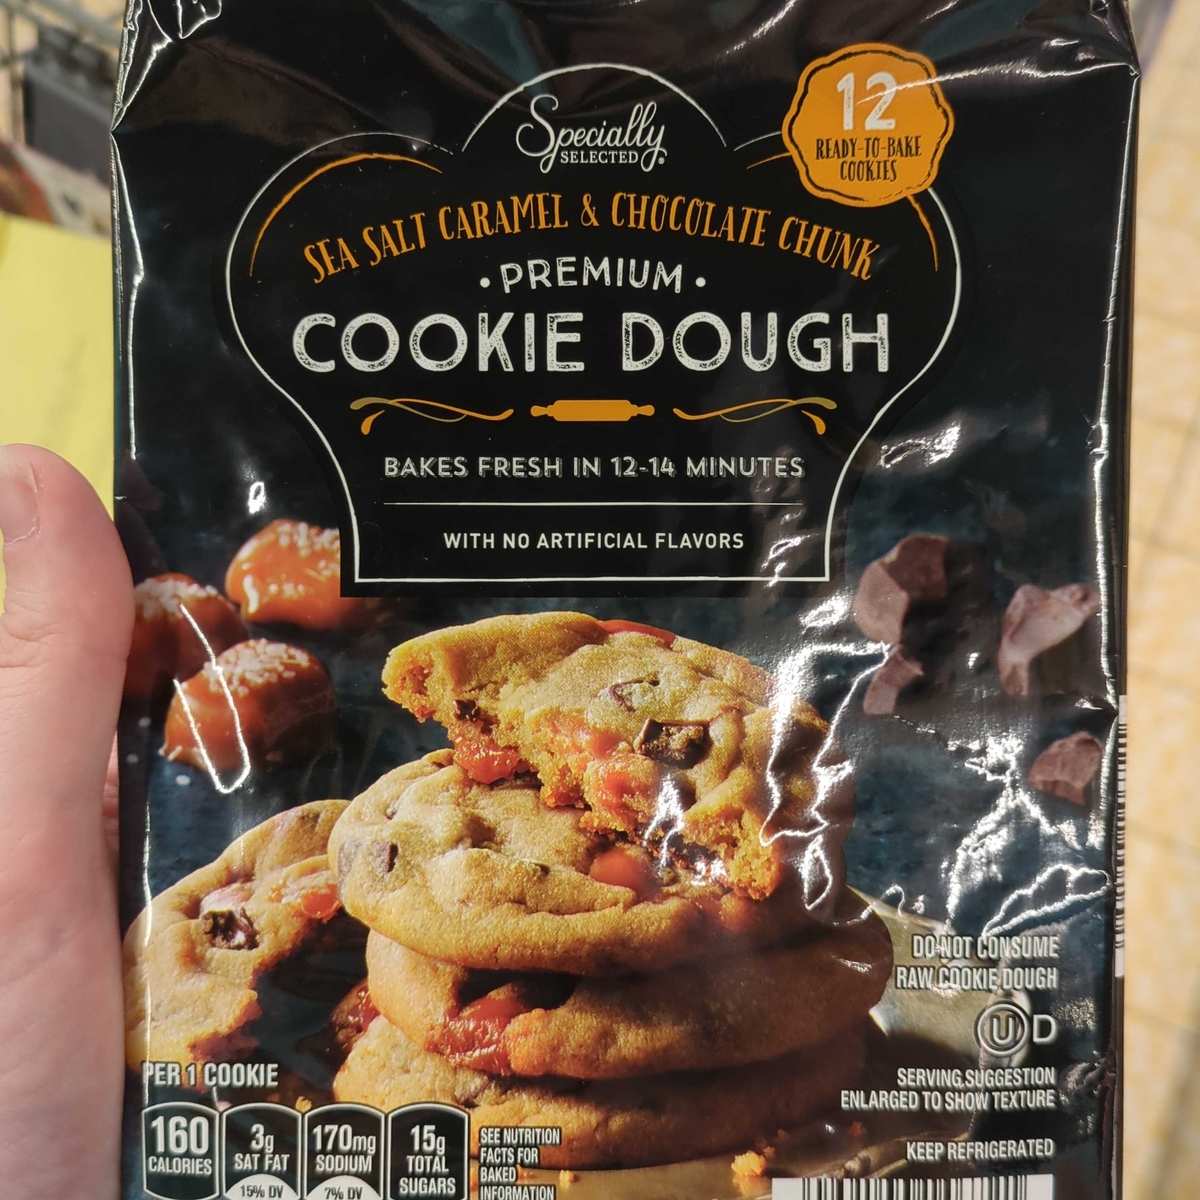 12
READY-TO-BAKE
COOKIES
Specially
SELECTED®
SEA SALT CARAMEL & CHOCOLATE CHUNK
• PREMIUM •
COOKIE DOUGH
BAKES FRESH IN 12-14 MINUTES
WITH NO ARTIFICIAL FLAVORS
DO NOT CONSUME
RAW COOKIE DOUGH
U D
SERVING SUGGESTION
ENLARGED TO SHOW TEXTURE
KEEP REFRIGERATED
PER 1 COOKIE
160
CALORIES
3g
SAT FAT
15% DV
170mg
SODIUM
7% DV
15g
TOTAL
SUGARS
SEE NUTRITION
FACTS FOR
BAKED
INFORMATION